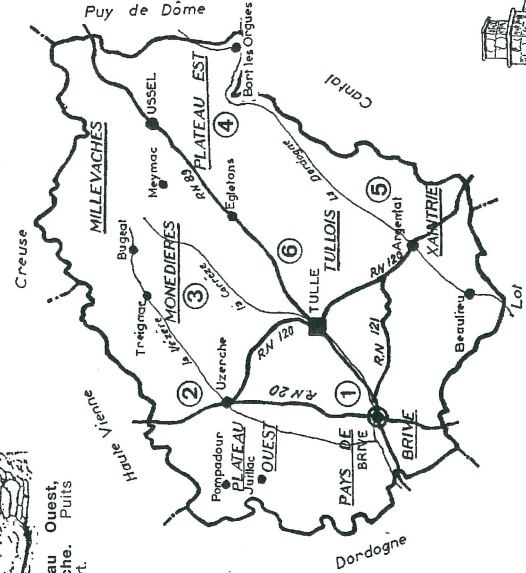 Puy de Dôme
Creuse
Haute Vienne
Cantal
Lot
Dordogne
MILLEVACHES
Bort les Orgues
USSEL
PLATEAU EST
④
Meymac
RN 89
Egletons
Bugeat
MONEDIERES
③
Treignac
la Vézère
la Corrèze
La Dordogne
⑤
⑥
TULLOIS
TULLE
Argentat
XAINTRIE
RN 120
②
Uzerche
RN 120
RN 20
①
R.N 121
Beaulieu
Pompadour
PLATEAU
Juillac
OUEST
PAYS DE
BRIVE
BRIVE
au Ouest,
Puits
che.
rt.